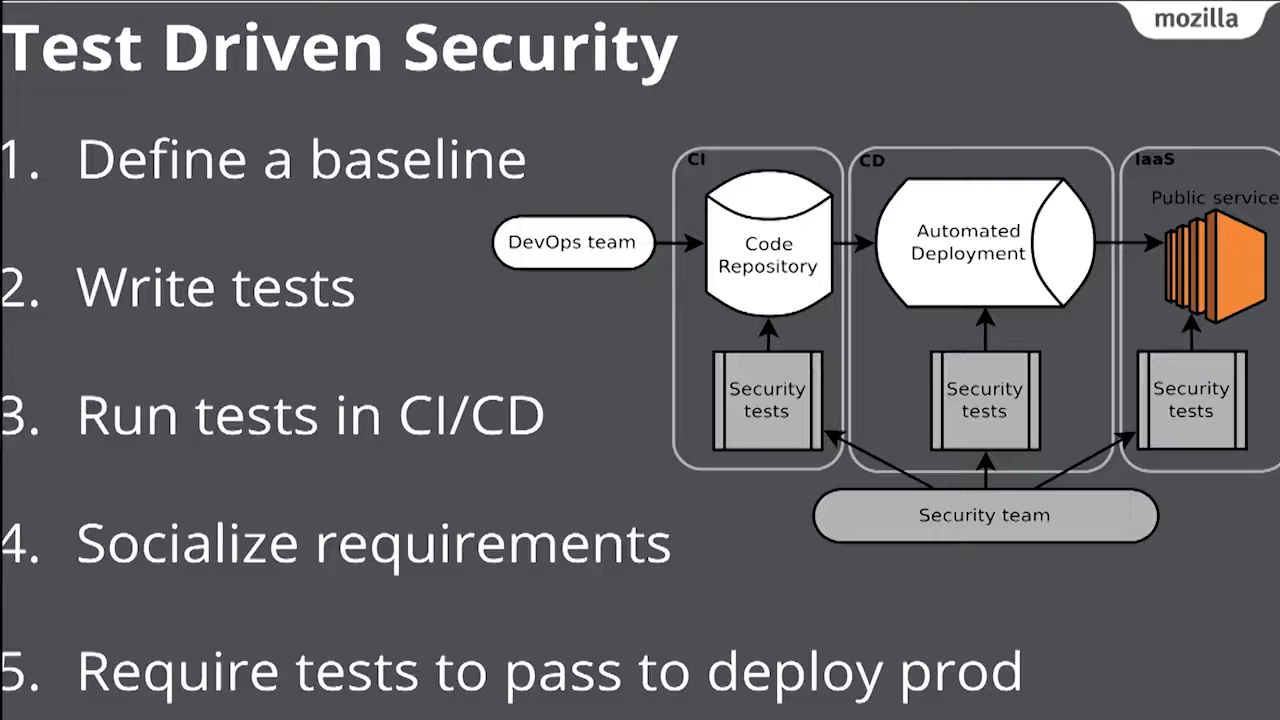 mozilla
Test Driven Security
1. Define a baseline
2. Write tests
3. Run tests in CI/CD
4. Socialize requirements
5. Require tests to pass to deploy prod
CI
CD
IaaS
Public service
DevOps team
Code
Repository
Automated
Deployment
Security
tests
Security
tests
Security
tests
Security team